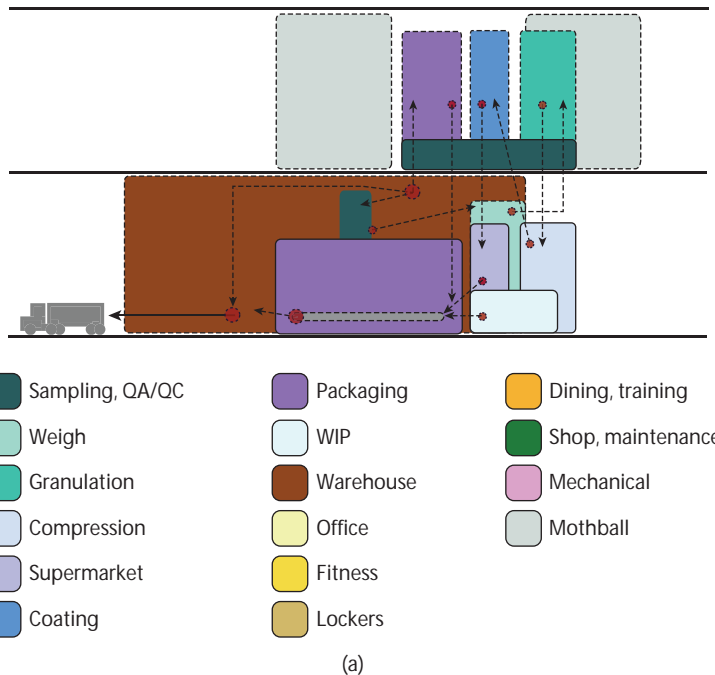 Sampling, QA/QC
Packaging
Dining, training
Weigh
WIP
Shop, maintenance
Granulation
Warehouse
Mechanical
Compression
Office
Mothball
Supermarket
Fitness
Coating
Lockers
(a)